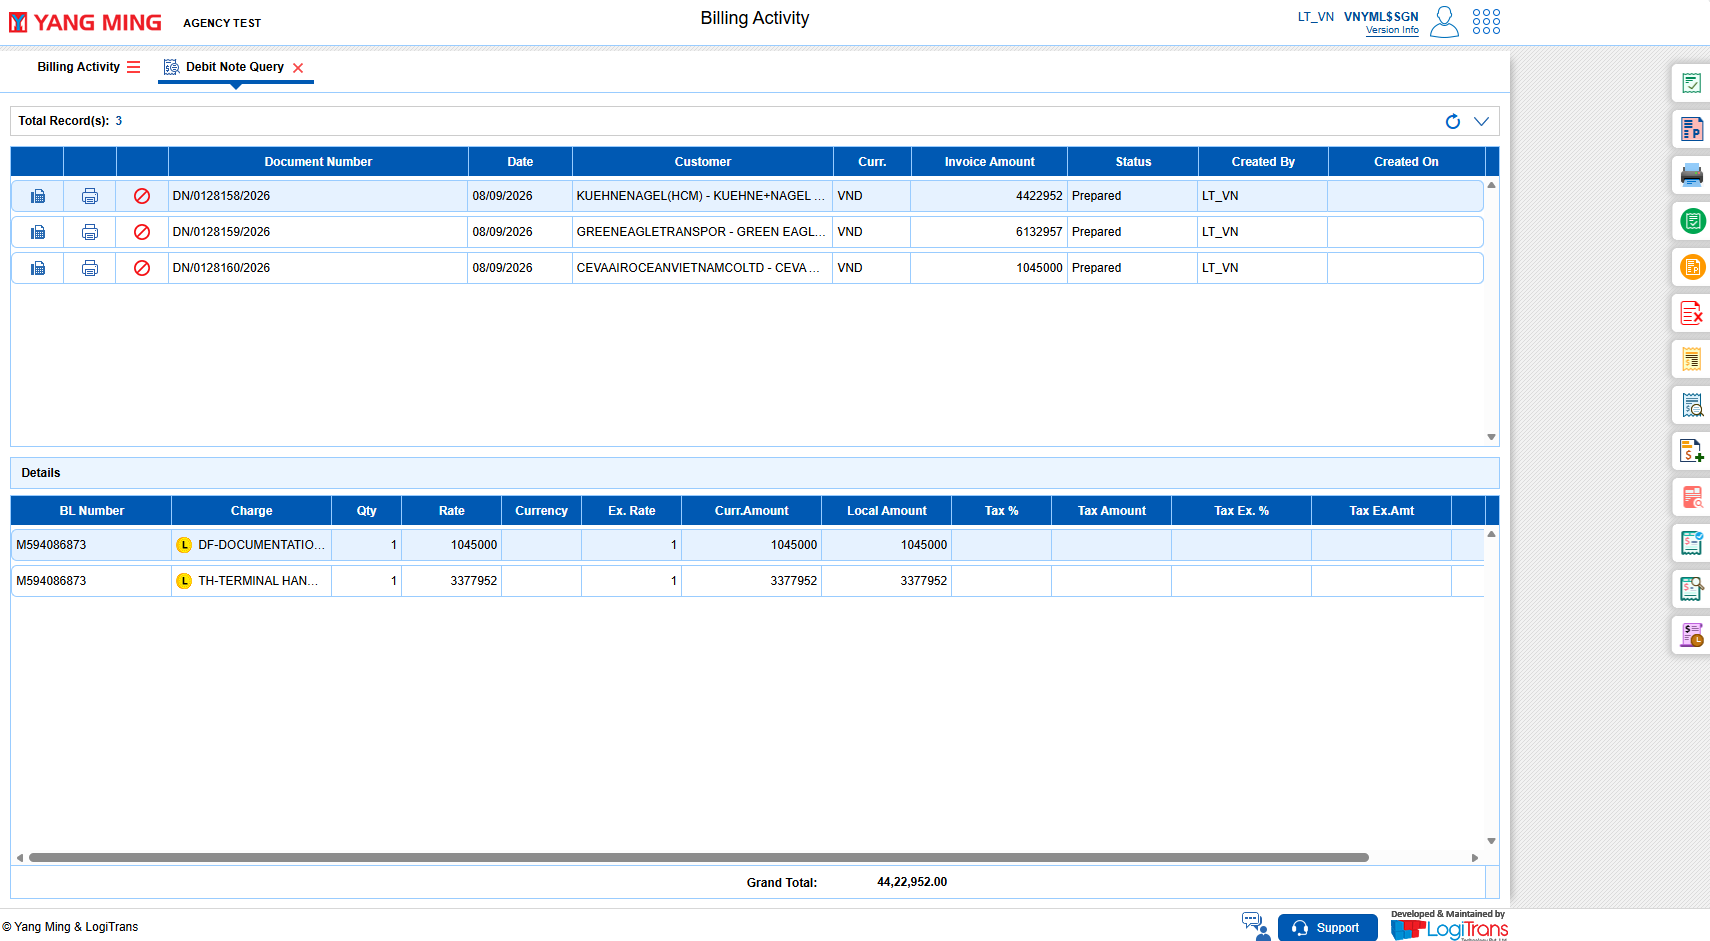 YANG MING AGENCY TEST
Billing Activity
LT_VN VNYML$SGN
Version Info
Billing Activity Debit Note Query
Total Record(s): 3
Document Number Date Customer Curr. Invoice Amount Status Created By Created On
DN/0128158/2026 08/09/2026 KUEHNENAGEL(HCM) - KUEHNE+NAGEL ... VND 4422952 Prepared LT_VN
DN/0128159/2026 08/09/2026 GREENEAGLETRANSPOR - GREEN EAGL... VND 6132957 Prepared LT_VN
DN/0128160/2026 08/09/2026 CEVAAIROCEANVIETNAMCOLTD - CEVA ... VND 1045000 Prepared LT_VN
Details
BL Number Charge Qty Rate Currency Ex. Rate Curr.Amount Local Amount Tax % Tax Amount Tax Ex. % Tax Ex.Amt
M594086873 L DF-DOCUMENTATIO... 1 1045000 1 1045000 1045000
M594086873 L TH-TERMINAL HAN... 1 3377952 1 3377952 3377952
Grand Total: 44,22,952.00
© Yang Ming & LogiTrans
Support
Developed & Maintained by
LogiTrans